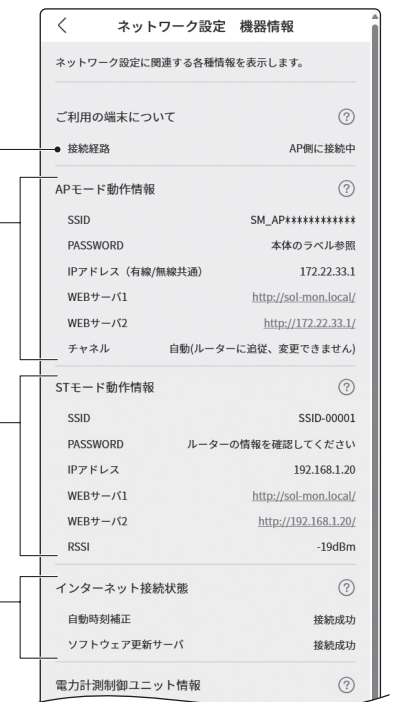 ネットワーク設定 機器情報
ネットワーク設定に関連する各種情報を表示します。
ご利用の端末について ?
接続経路 AP側に接続中
APモード動作情報 ?
SSID SM_AP************
PASSWORD 本体のラベル参照
IPアドレス（有線/無線共通） 172.22.33.1
WEBサーバ1 http://sol-mon.local/
WEBサーバ2 http://172.22.33.1/
チャネル 自動(ルーターに追従、変更できません)
STモード動作情報 ?
SSID SSID-00001
PASSWORD ルーターの情報を確認してください
IPアドレス 192.168.1.20
WEBサーバ1 http://sol-mon.local/
WEBサーバ2 http://192.168.1.20/
RSSI -19dBm
インターネット接続状態 ?
自動時刻補正 接続成功
ソフトウェア更新サーバ 接続成功
電力計測制御ユニット情報 ?